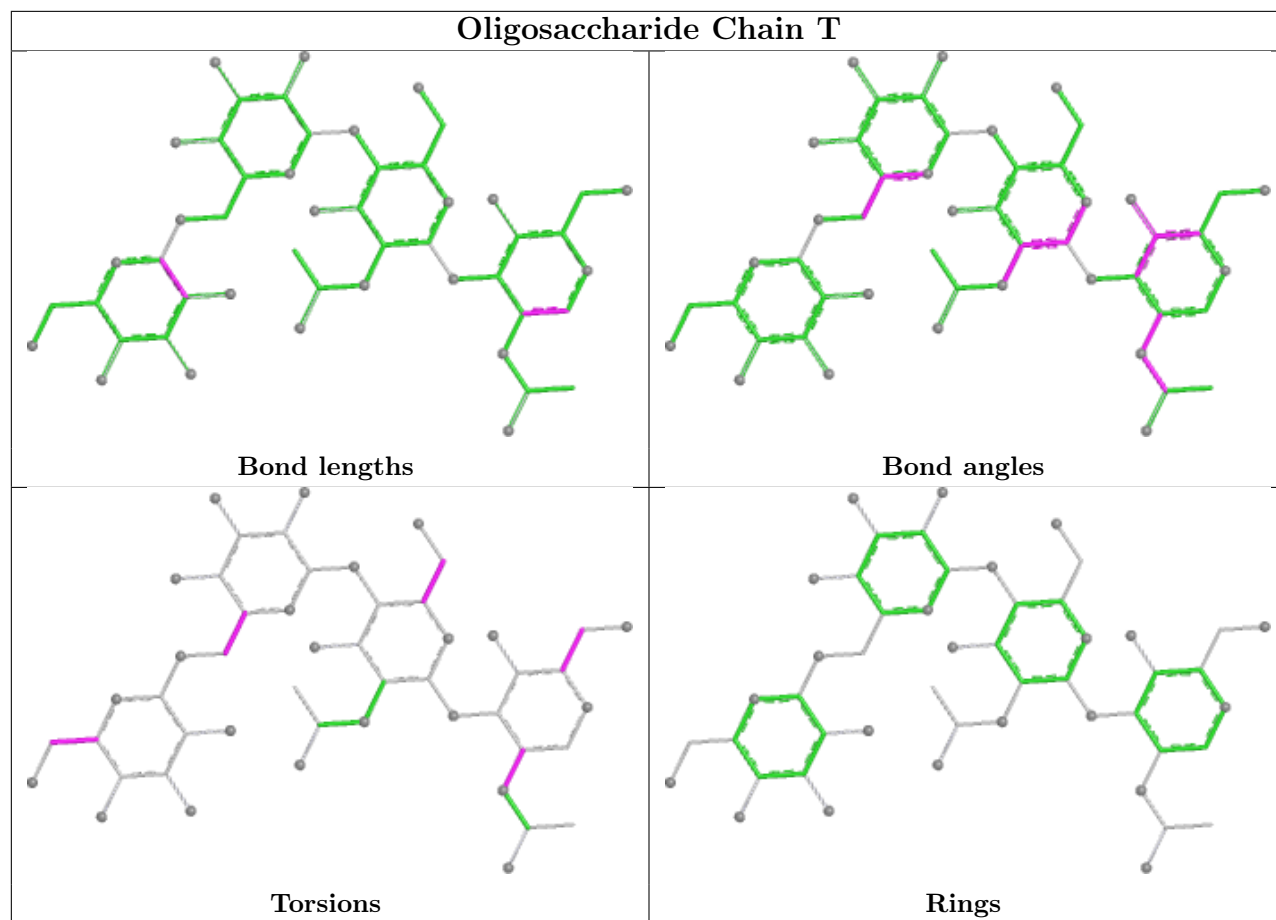 Oligosaccharide Chain T
Bond lengths
Bond angles
Torsions
Rings